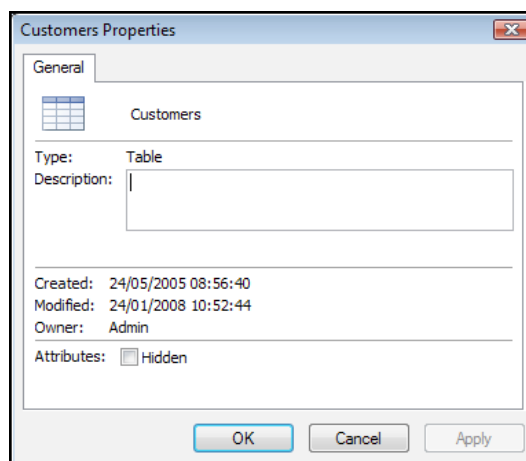 Customers Properties
General
Customers
Type: Table
Description:
Created: 24/05/2005 08:56:40
Modified: 24/01/2008 10:52:44
Owner: Admin
Attributes: Hidden
OK Cancel Apply